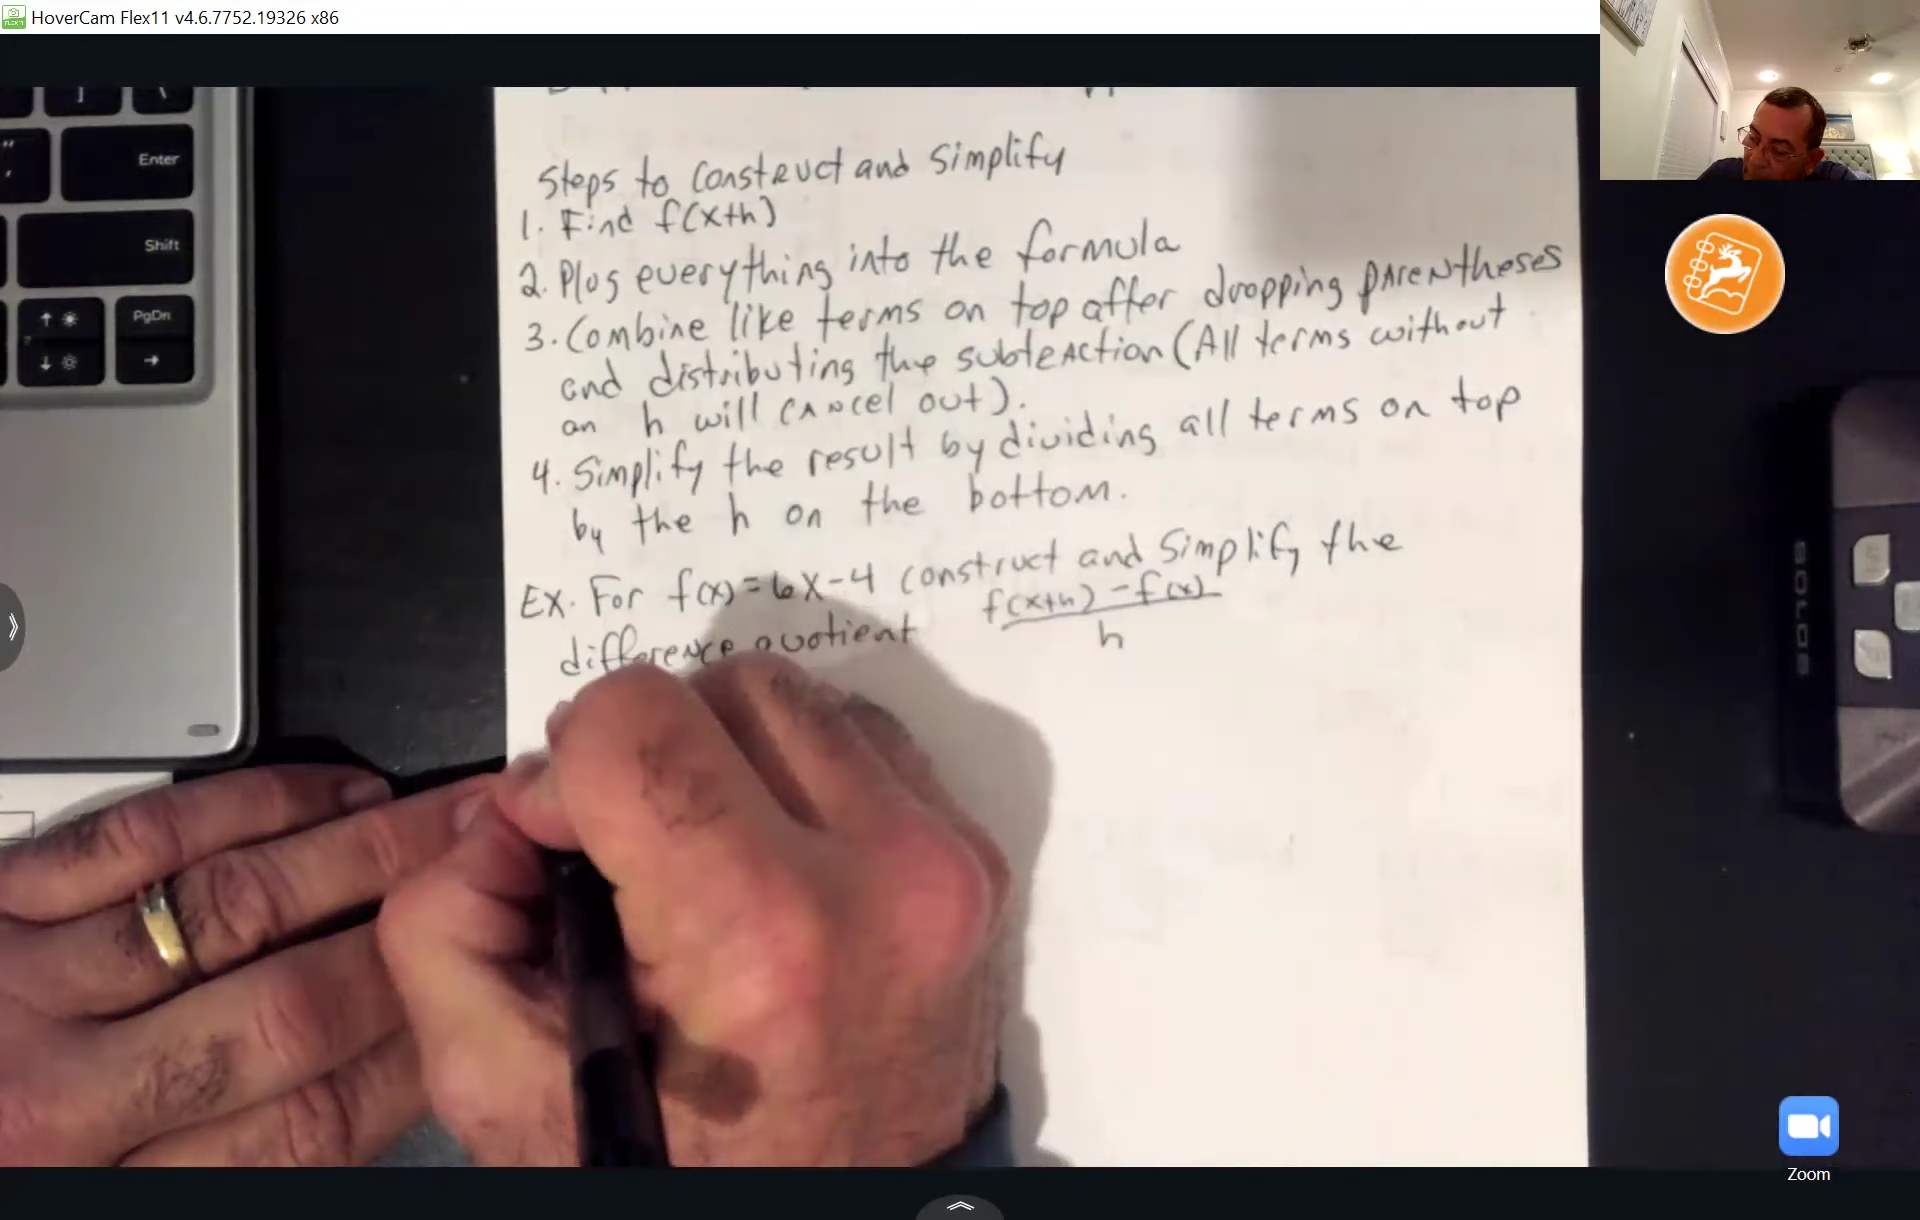 HoverCam Flex11 v4.6.7752.19326 x86
Enter
Shift
PgDn
Steps to Construct and Simplify
1. Find f(x+h)
2. Plug everything into the formula
3. Combine like terms on top after dropping parentheses
and distributing the subtraction (All terms without
an h will cancel out).
4. Simplify the result by dividing all terms on top
by the h on the bottom.
Ex. For f(x)=6x-4 construct and simplify the
difference quotient f(x+h)-f(x)
h
SOLO 8
Zoom